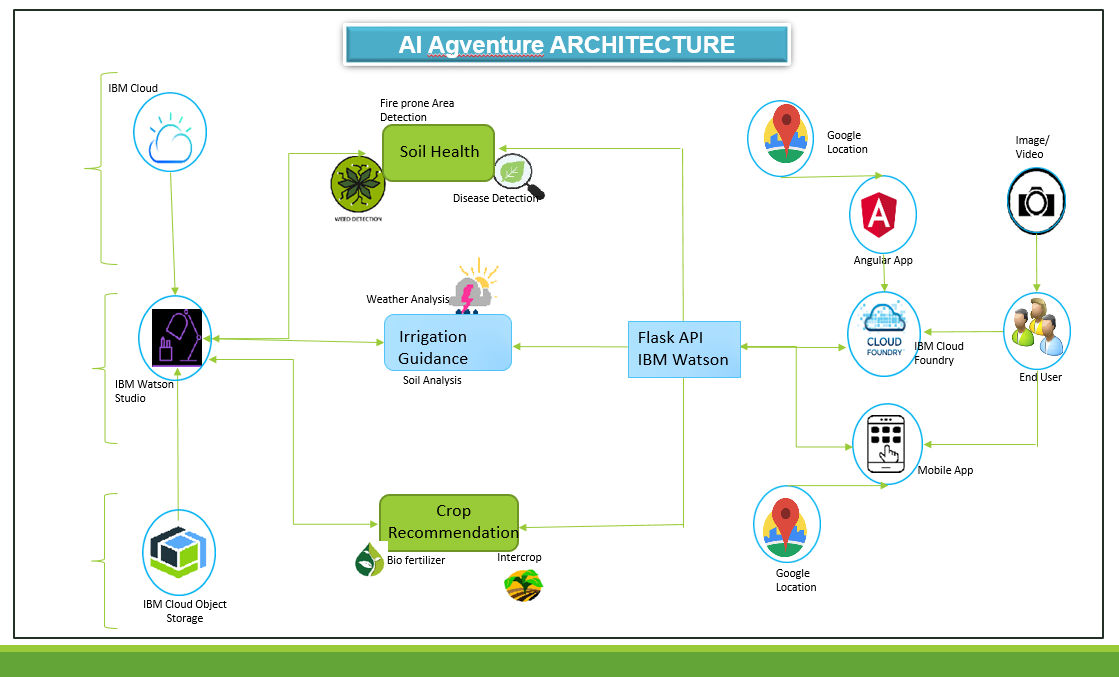 AI Agventure ARCHITECTURE
IBM Cloud
Fire prone Area
Detection
Soil Health
WEED DETECTION
Disease Detection
Google
Location
Image/
Video
Angular App
Weather Analysis
Irrigation
Guidance
Soil Analysis
Flask API
IBM Watson
CLOUD
FOUNDRY
IBM Cloud
Foundry
End User
IBM Watson
Studio
Mobile App
Crop
Recommendation
Bio fertilizer
Intercrop
Google
Location
IBM Cloud Object
Storage